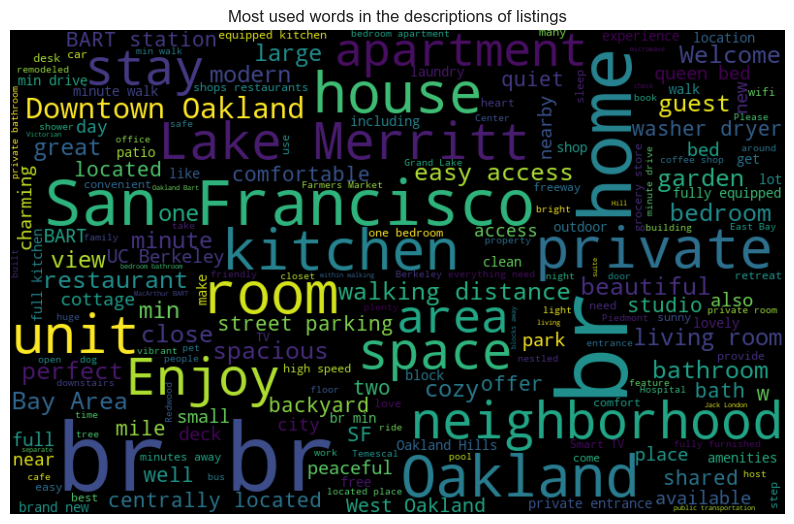 Most used words in the descriptions of listings
BART station
equipped kitchen
bedroom apartment
many
experience
location
desk
car
min walk
stay
large
apartment
Welcome
remodeled
min drive
shops restaurants
modern
laundry
quiet
queen bed
minute walk
house
home
walk
wifi
heart
sleep
book
Please
Downtown Oakland
private bathroom
including
nearby
guest
new
shower
day
office
safe
use
Center
shop
washer dryer
Victorian
great
patio
Lake Merritt
bed
get
around
located
like
comfortable
Grand Lake
coffee shop
grocery store
minute drive
convenient
Oakland Bart
Farmers Market
easy access
freeway
garden
lot
fully equipped
charming
San Francisco
one
bright
Hill
bedroom
building
East Bay
BART
family
take
one bedroom
access
outdoor
property
minute
kitchen
private
view
UC Berkeley
clean
built
full kitchen
bedroom bathroom
friendly
closet
within walking
Berkeley
everything need
night
door
suite
retreat
restaurant
room
beautiful
cottage
MacArthur BART
make
walking distance
plenty
blocks away
need
studio
also
private room
huge
min
street parking
area
light
Piedmont
sunny
lovely
unit
vibrant
pet
close
TV
living
park
entrance
living room
open
dog
people
spacious
space
br
nestled
provide
perfect
downstairs
Enjoy
high speed
block
feature
bathroom
Hospital
Bay Area
Redwood
floor
two
cozy
offer
comfort
bath
w
small
backyard
love
neighborhood
Jack London
time
mile
city
br min
ride
full
tree
deck
SF
Oakland Hills
Smart TV
fully furnished
separate
br br
work
Temescal
pool
place
near
cafe
minutes away
peaceful
Oakland
come
amenities
easy
well
bus
free
shared
host
best
located place
step
brand new
centrally located
West Oakland
private entrance
available
public transportation